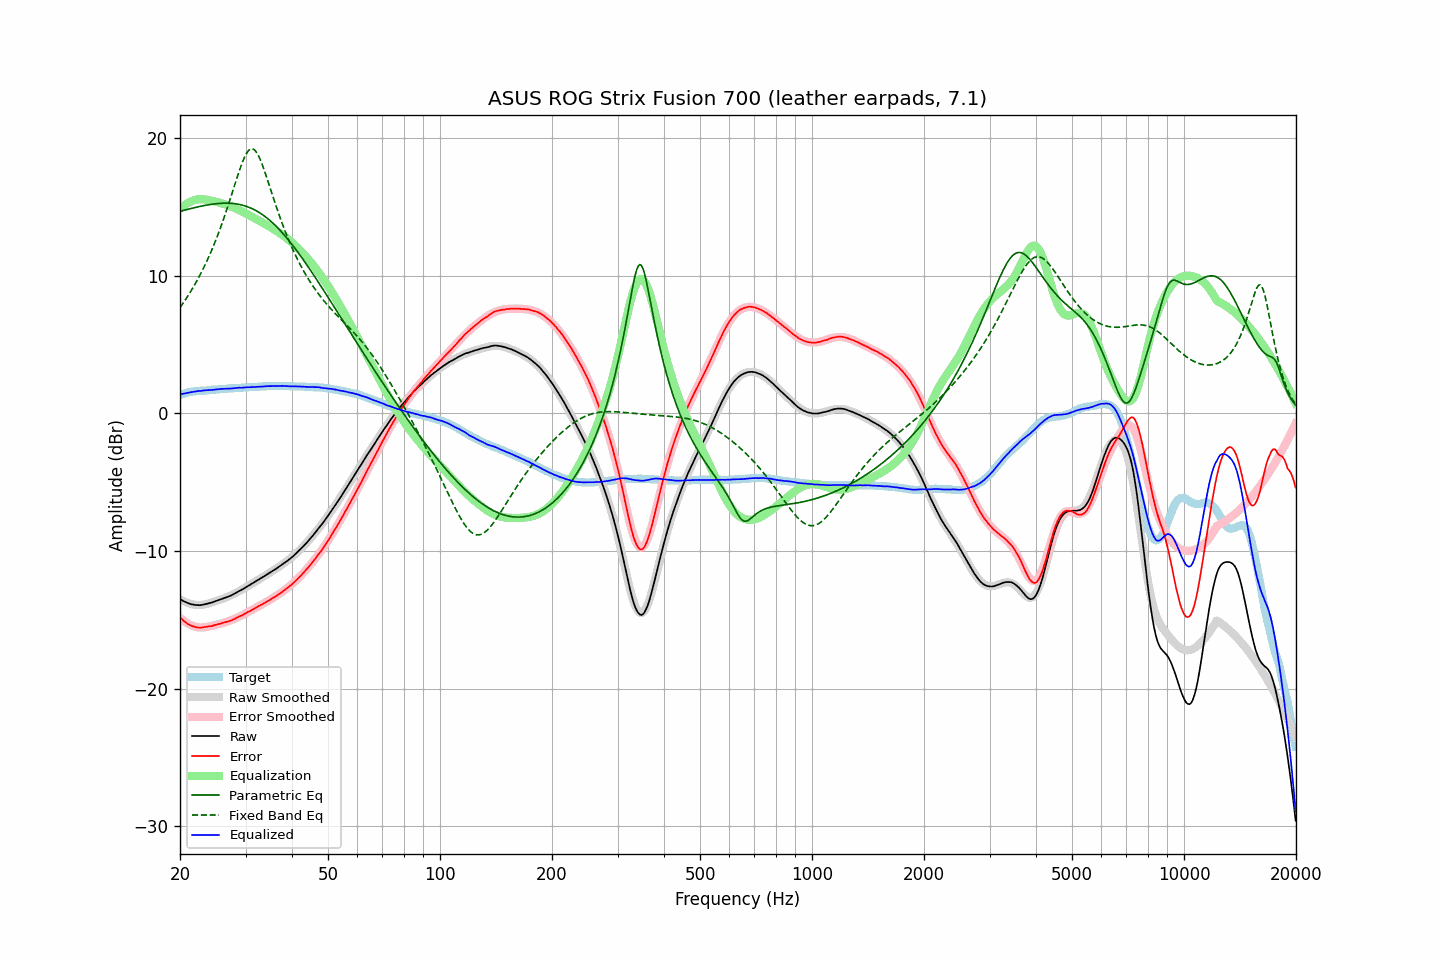 ASUS ROG Strix Fusion 700 (leather earpads, 7.1)
20
10
0
−10
−20
−30
Amplitude (dBr)
Target
Raw Smoothed
Error Smoothed
Raw
Error
Equalization
Parametric Eq
Fixed Band Eq
Equalized
20
50
100
200
500
1000
2000
5000
10000
20000
Frequency (Hz)